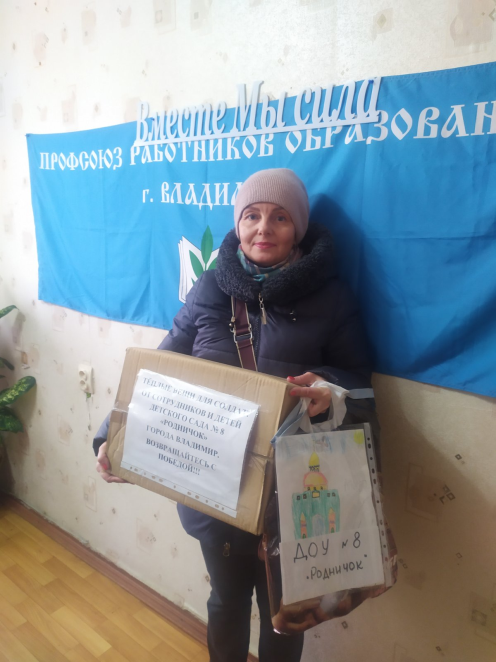 Вместе Мы сила
ПРОФСОЮЗ РАБОТНИКОВ ОБРАЗОВАН
г. ВЛАДИ
ТЁПЛЫЕ ВЕЩИ ДЛЯ СОЛДАТ
ОТ СОТРУДНИКОВ И ДЕТЕЙ
ДЕТСКОГО САДА № 8
«РОДНИЧОК»
ГОРОДА ВЛАДИМИР.
ВОЗВРАЩАЙТЕСЬ С
ПОБЕДОЙ!!!
ДОУ № 8
"РОДНИЧОК"